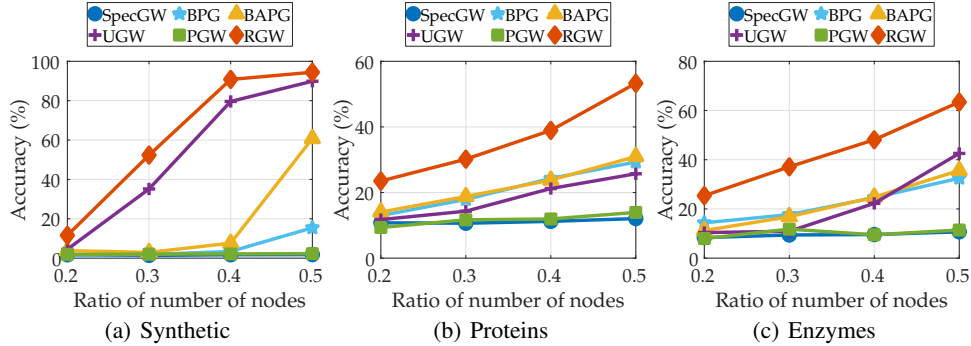 SpecGW BPG BAPG
UGW PGW RGW
Accuracy (%)
100
80
60
40
20
0
0.2 0.3 0.4 0.5
Ratio of number of nodes
(a) Synthetic
SpecGW BPG BAPG
UGW PGW RGW
Accuracy (%)
60
40
20
0
0.2 0.3 0.4 0.5
Ratio of number of nodes
(b) Proteins
SpecGW BPG BAPG
UGW PGW RGW
Accuracy (%)
80
60
40
20
0
0.2 0.3 0.4 0.5
Ratio of number of nodes
(c) Enzymes